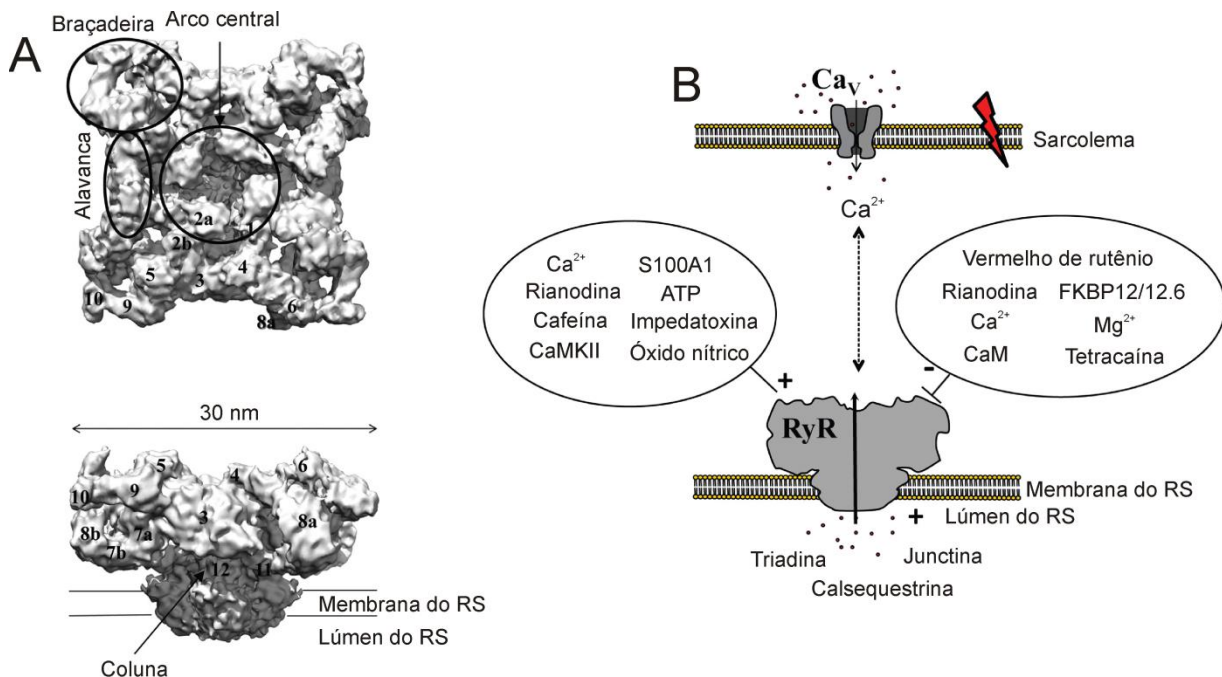 A
Braçadeira
Arco central
Alavanca
2a
1
2b
5
3
4
10
9
6
8a
30 nm
5
4
6
10
9
3
8a
8b
7a
7b
12
11
Membrana do RS
Lúmen do RS
Coluna
B
Cav
Sarcolema
Ca2+
Ca2+ S100A1
Rianodina ATP
Cafeína Impedatoxina
CaMKII Óxido nítrico
+
Vermelho de rutênio
Rianodina FKBP12/12.6
Ca2+ Mg2+
CaM Tetracaína
-
RyR
Membrana do RS
+ Lúmen do RS
Triadina Junctina
Calsequestrina